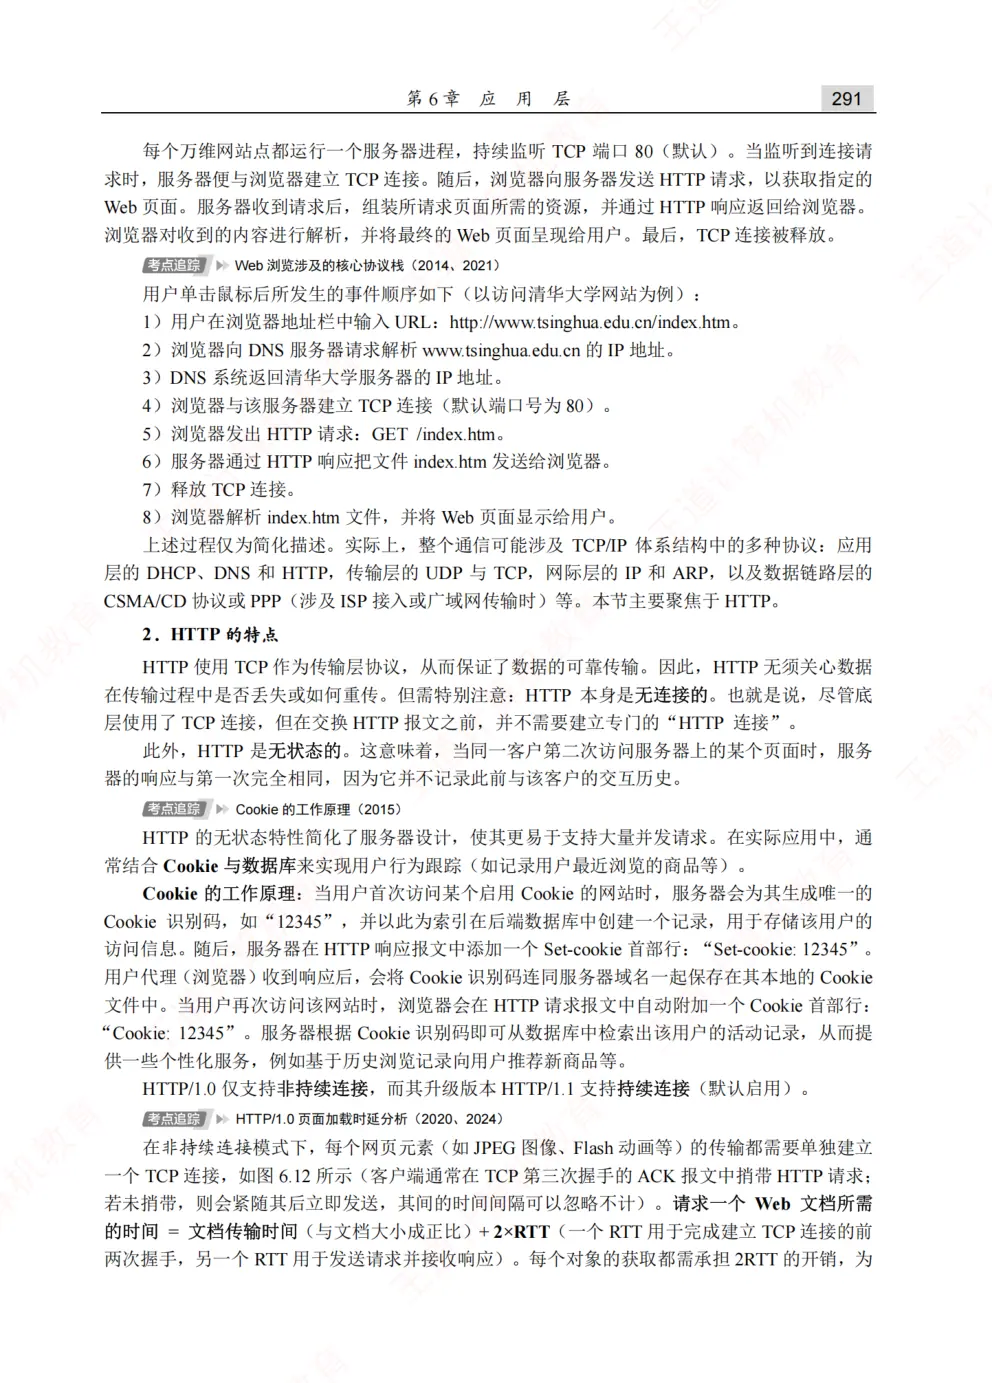 第6章 应 用 层 291
每个万维网站点都运行一个服务器进程，持续监听 TCP 端口 80（默认）。当监听到连接请
求时，服务器便与浏览器建立 TCP 连接。随后，浏览器向服务器发送 HTTP 请求，以获取指定的
Web 页面。服务器收到请求后，组装所请求页面所需的资源，并通过 HTTP 响应返回给浏览器。
浏览器对收到的内容进行解析，并将最终的 Web 页面呈现给用户。最后，TCP 连接被释放。
考点追踪 Web 浏览涉及的核心协议栈（2014、2021）
用户单击鼠标后所发生的事件顺序如下（以访问清华大学网站为例）：
1）用户在浏览器地址栏中输入 URL：http://www.tsinghua.edu.cn/index.htm。
2）浏览器向 DNS 服务器请求解析 www.tsinghua.edu.cn 的 IP 地址。
3）DNS 系统返回清华大学服务器的 IP 地址。
4）浏览器与该服务器建立 TCP 连接（默认端口号为 80）。
5）浏览器发出 HTTP 请求：GET /index.htm。
6）服务器通过 HTTP 响应把文件 index.htm 发送给浏览器。
7）释放 TCP 连接。
8）浏览器解析 index.htm 文件，并将 Web 页面显示给用户。
上述过程仅为简化描述。实际上，整个通信可能涉及 TCP/IP 体系结构中的多种协议：应用
层的 DHCP、DNS 和 HTTP，传输层的 UDP 与 TCP，网际层的 IP 和 ARP，以及数据链路层的
CSMA/CD 协议或 PPP（涉及 ISP 接入或广域网传输时）等。本节主要聚焦于 HTTP。
2．HTTP 的特点
HTTP 使用 TCP 作为传输层协议，从而保证了数据的可靠传输。因此，HTTP 无须关心数据
在传输过程中是否丢失或如何重传。但需特别注意：HTTP 本身是无连接的。也就是说，尽管底
层使用了 TCP 连接，但在交换 HTTP 报文之前，并不需要建立专门的“HTTP 连接”。
此外，HTTP 是无状态的。这意味着，当同一客户第二次访问服务器上的某个页面时，服务
器的响应与第一次完全相同，因为它并不记录此前与该客户的交互历史。
考点追踪 Cookie 的工作原理（2015）
HTTP 的无状态特性简化了服务器设计，使其更易于支持大量并发请求。在实际应用中，通
常结合 Cookie 与数据库来实现用户行为跟踪（如记录用户最近浏览的商品等）。
Cookie 的工作原理：当用户首次访问某个启用 Cookie 的网站时，服务器会为其生成唯一的
Cookie 识别码，如“12345”，并以此为索引在后端数据库中创建一个记录，用于存储该用户的
访问信息。随后，服务器在 HTTP 响应报文中添加一个 Set-cookie 首部行：“Set-cookie: 12345”。
用户代理（浏览器）收到响应后，会将 Cookie 识别码连同服务器域名一起保存在其本地的 Cookie
文件中。当用户再次访问该网站时，浏览器会在 HTTP 请求报文中自动附加一个 Cookie 首部行：
“Cookie: 12345”。服务器根据 Cookie 识别码即可从数据库中检索出该用户的活动记录，从而提
供一些个性化服务，例如基于历史浏览记录向用户推荐新商品等。
HTTP/1.0 仅支持非持续连接，而其升级版本 HTTP/1.1 支持持续连接（默认启用）。
考点追踪 HTTP/1.0 页面加载时延分析（2020、2024）
在非持续连接模式下，每个网页元素（如 JPEG 图像、Flash 动画等）的传输都需要单独建立
一个 TCP 连接，如图 6.12 所示（客户端通常在 TCP 第三次握手的 ACK 报文中捎带 HTTP 请求；
若未捎带，则会紧随其后立即发送，其间的时间间隔可以忽略不计）。请求一个 Web 文档所需
的时间 = 文档传输时间（与文档大小成正比）+ 2×RTT（一个 RTT 用于完成建立 TCP 连接的前
两次握手，另一个 RTT 用于发送请求并接收响应）。每个对象的获取都需承担 2RTT 的开销，为
王道计算机教育